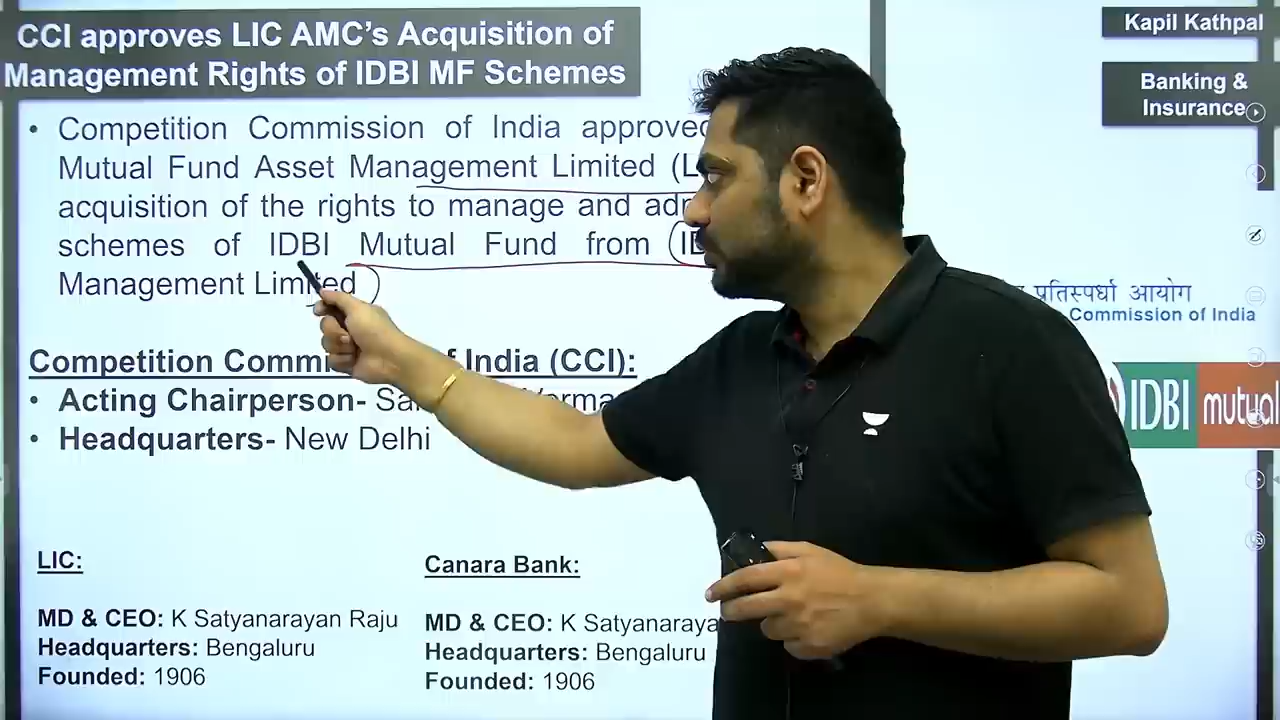 CCI approves LIC AMC’s Acquisition of
Management Rights of IDBI MF Schemes
Kapil Kathpal
Banking &
Insurance
• Competition Commission of India approved
Mutual Fund Asset Management Limited
acquisition of the rights to manage and
schemes of IDBI Mutual Fund from
Management Limited
प्रतिस्पर्धा आयोग
Commission of India
Competition of India (CCI):
• Acting Chairperson-
• Headquarters- New Delhi
IDBI mutual
LIC:
MD & CEO: K Satyanarayan Raju
Headquarters: Bengaluru
Founded: 1906
Canara Bank:
MD & CEO: K
Headquarters: Bengaluru
Founded: 1906